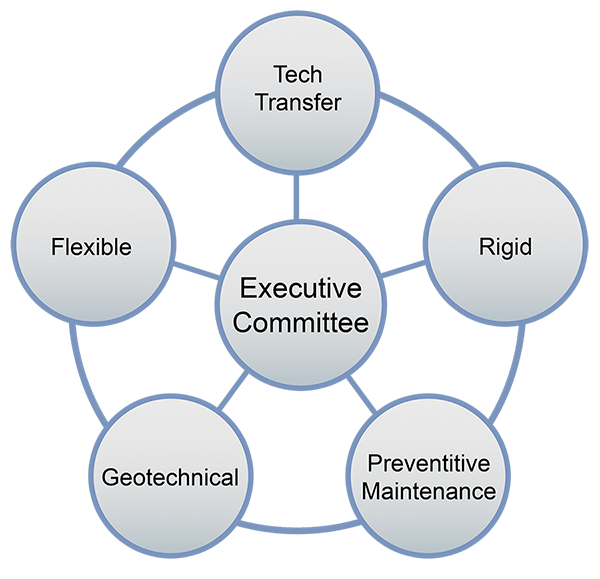 Tech
Transfer
Flexible
Rigid
Executive
Committee
Geotechnical
Preventitive
Maintenance